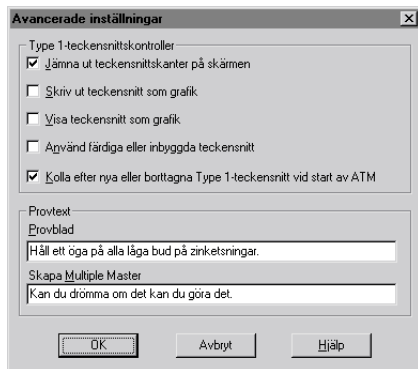 Avancerade inställningar
Type 1-teckensnittskontroller
Jämna ut teckensnittskanter på skärmen
Skriv ut teckensnitt som grafik
Visa teckensnitt som grafik
Använd färdiga eller inbyggda teckensnitt
Kolla efter nya eller borttagna Type 1-teckensnitt vid start av ATM
Provtext
Provblad
Håll ett öga på alla låga bud på zinketsningar.
Skapa Multiple Master
Kan du drömma om det kan du göra det.
OK Avbryt Hjälp